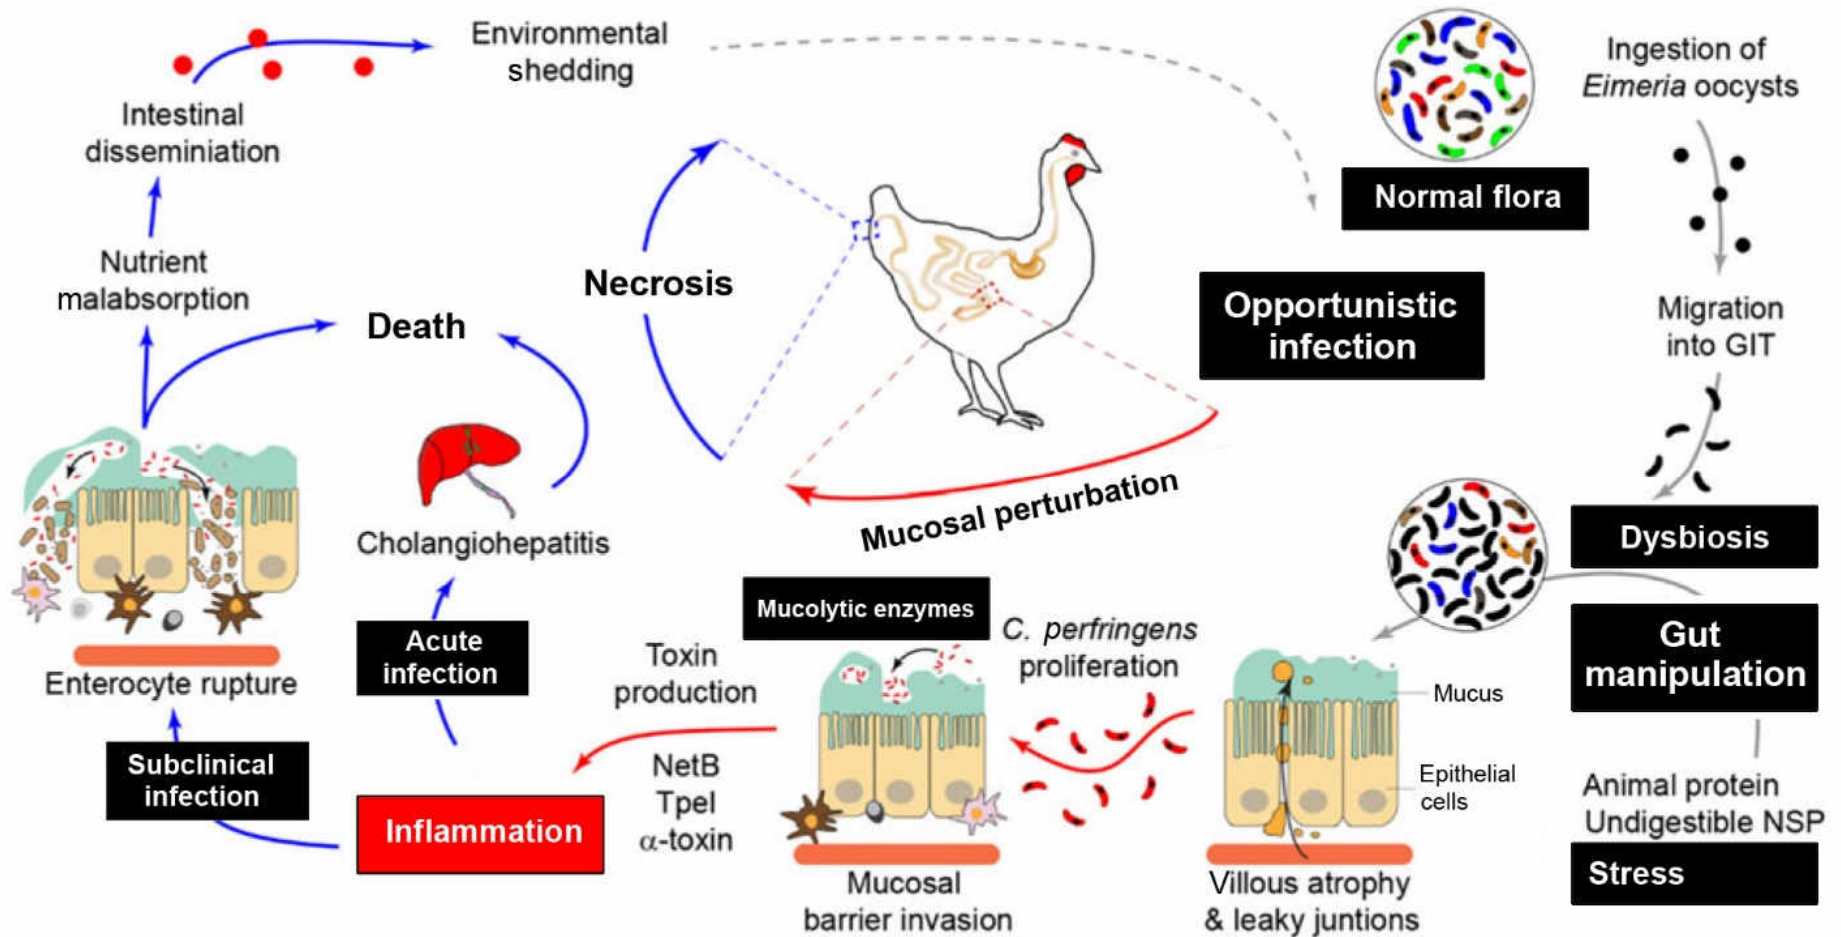 Environmental
shedding
Intestinal
disseminiation
Nutrient
malabsorption
Death
Necrosis
Normal flora
Ingestion of
Eimeria oocysts
Opportunistic
infection
Migration
into GIT
Mucosal perturbation
Dysbiosis
Gut
manipulation
Animal protein
Undigestible NSP
Stress
Mucus
Epithelial
cells
Villous atrophy
& leaky juntions
C. perfringens
proliferation
Mucolytic enzymes
Mucosal
barrier invasion
Toxin
production
NetB
Tpel
α-toxin
Inflammation
Acute
infection
Cholangiohepatitis
Subclinical
infection
Enterocyte rupture